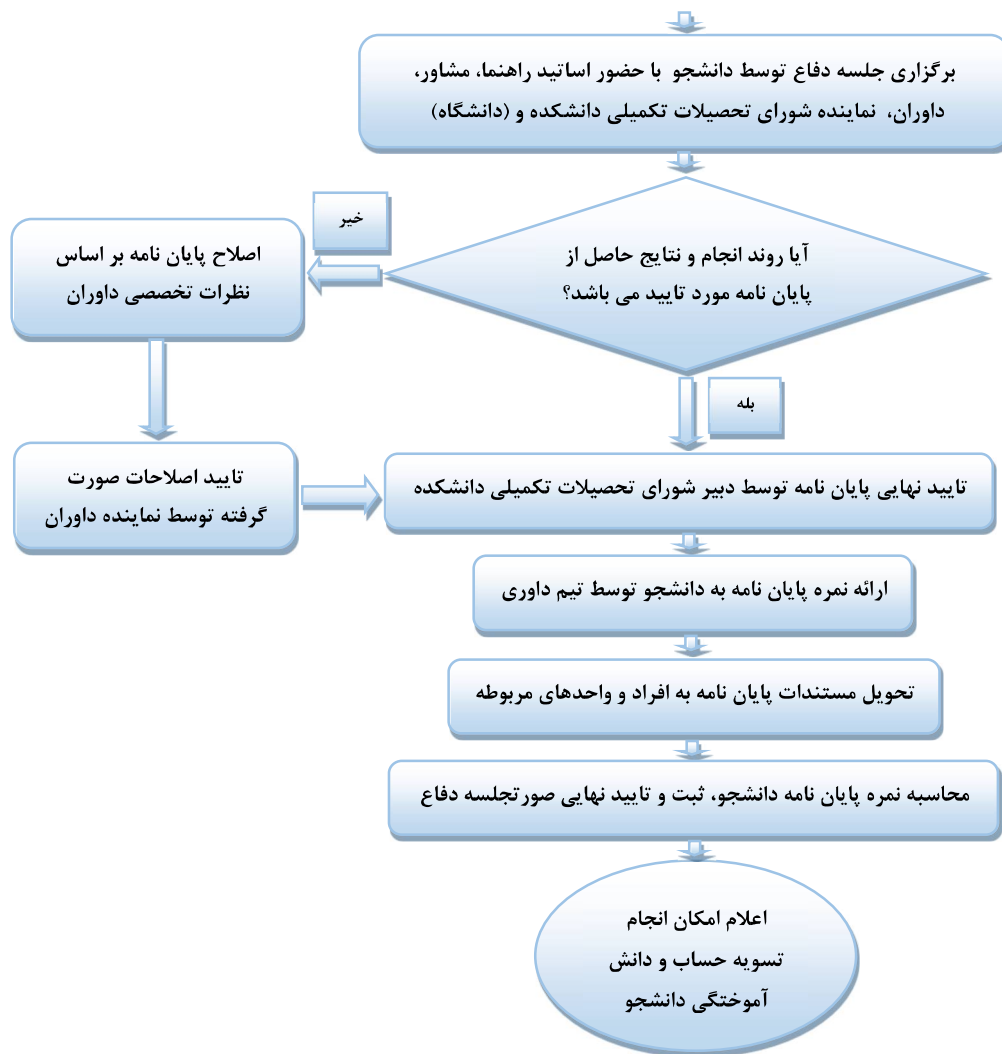 برگزاری جلسه دفاع توسط دانشجو با حضور اساتید راهنما، مشاور،
داوران، نماینده شورای تحصیلات تکمیلی دانشکده و (دانشگاه)
آیا روند انجام و نتایج حاصل از
پایان نامه مورد تایید می باشد؟
خیر
اصلاح پایان نامه بر اساس
نظرات تخصصی داوران
تایید اصلاحات صورت
گرفته توسط نماینده داوران
بله
تایید نهایی پایان نامه توسط دبیر شورای تحصیلات تکمیلی دانشکده
ارائه نمره پایان نامه به دانشجو توسط تیم داوری
تحویل مستندات پایان نامه به افراد و واحدهای مربوطه
محاسبه نمره پایان نامه دانشجو، ثبت و تایید نهایی صورتجلسه دفاع
اعلام امکان انجام
تسویه حساب و دانش
آموختگی دانشجو